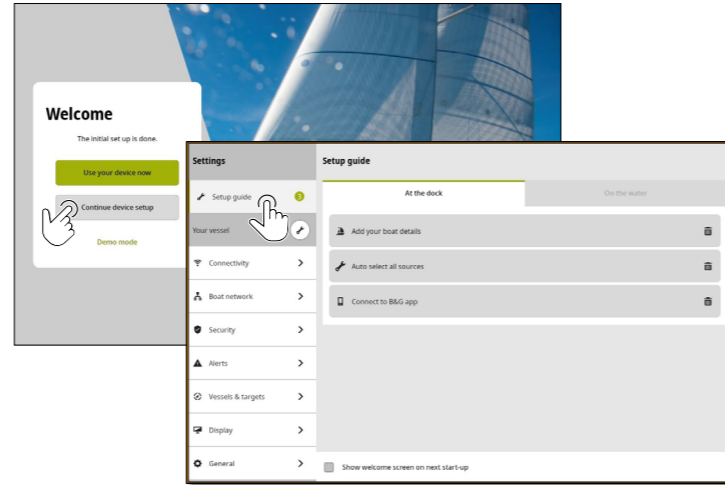 Welcome
The initial set up is done.
Use your device now
Continue device setup
Demo mode
Settings
Setup guide
3
Your vessel
Connectivity
Boat network
Security
Alerts
Vessels & targets
Display
General
Setup guide
At the dock
On the water
Add your boat details
Auto select all sources
Connect to B&G app
Show welcome screen on next start-up